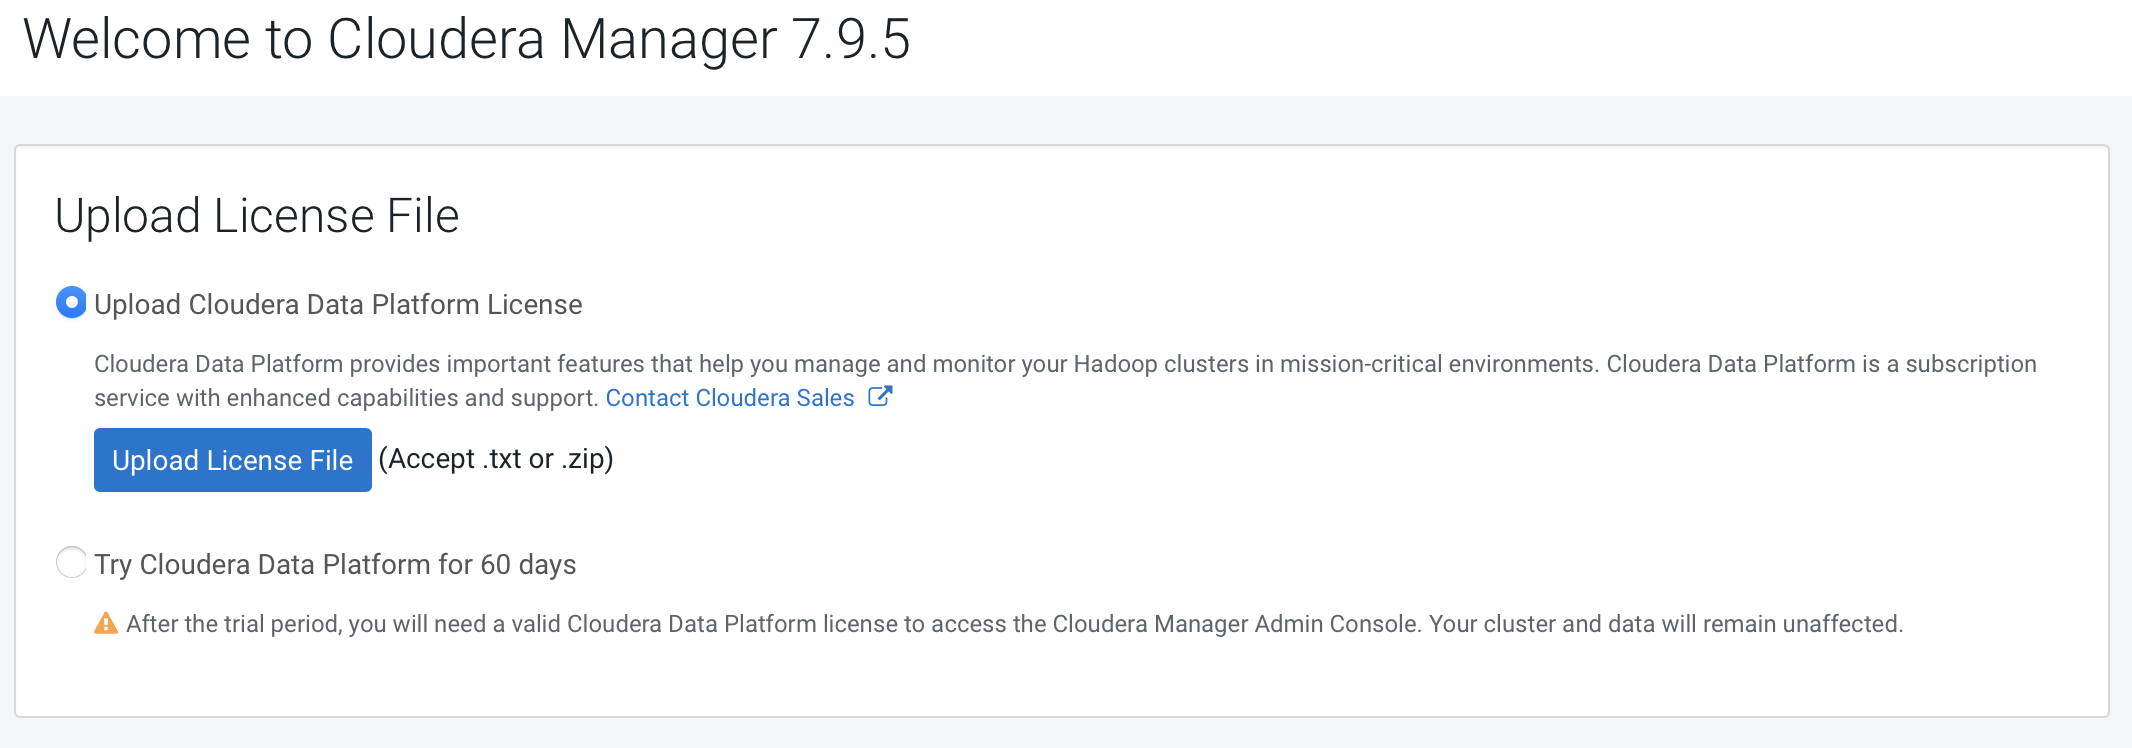 Welcome to Cloudera Manager 7.9.5
Upload License File
Upload Cloudera Data Platform License
Cloudera Data Platform provides important features that help you manage and monitor your Hadoop clusters in mission-critical environments. Cloudera Data Platform is a subscription
service with enhanced capabilities and support. Contact Cloudera Sales
Upload License File (Accept .txt or .zip)
Try Cloudera Data Platform for 60 days
After the trial period, you will need a valid Cloudera Data Platform license to access the Cloudera Manager Admin Console. Your cluster and data will remain unaffected.